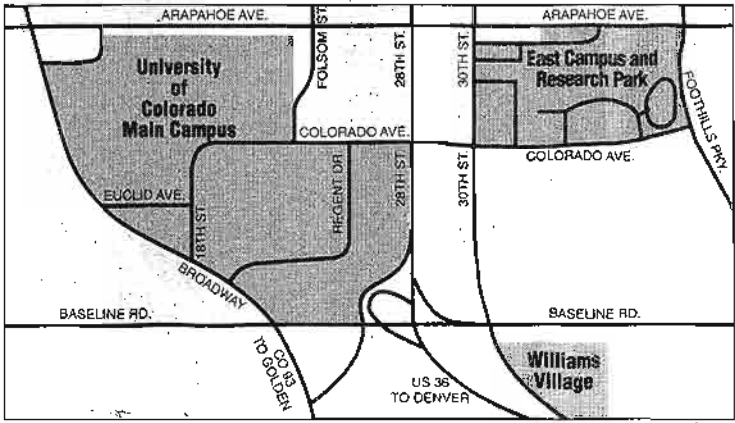 ARAPAHOE AVE.
ARAPAHOE AVE.
FOLSOM ST.
28TH ST.
30TH ST.
University
of
Colorado
Main Campus
East Campus and
Research Park
FOOTHILLS PKY.
COLORADO AVE.
COLORADO AVE.
EUCLID AVE.
18TH ST.
REGENT DR.
28TH ST.
30TH ST.
BROADWAY
BASELINE RD.
BASELINE RD.
CO 93
TO GOLDEN
US 36
TO DENVER
Williams
Village